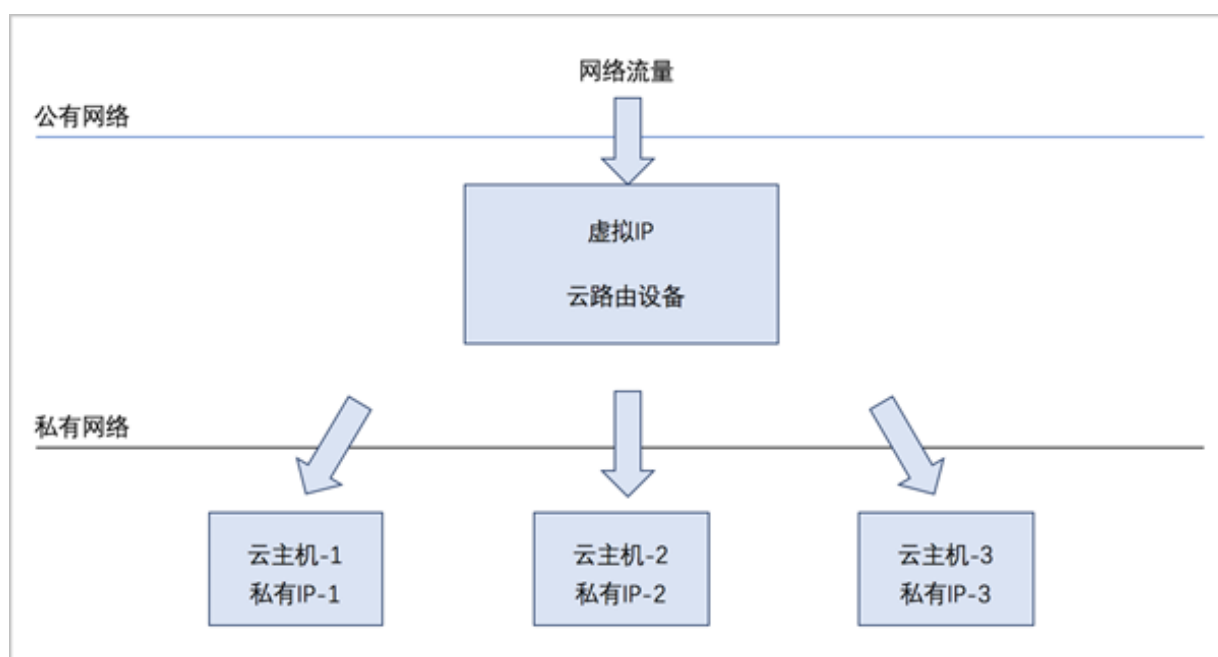 网络流量
公有网络
虚拟IP
云路由设备
私有网络
云主机-1
私有IP-1
云主机-2
私有IP-2
云主机-3
私有IP-3